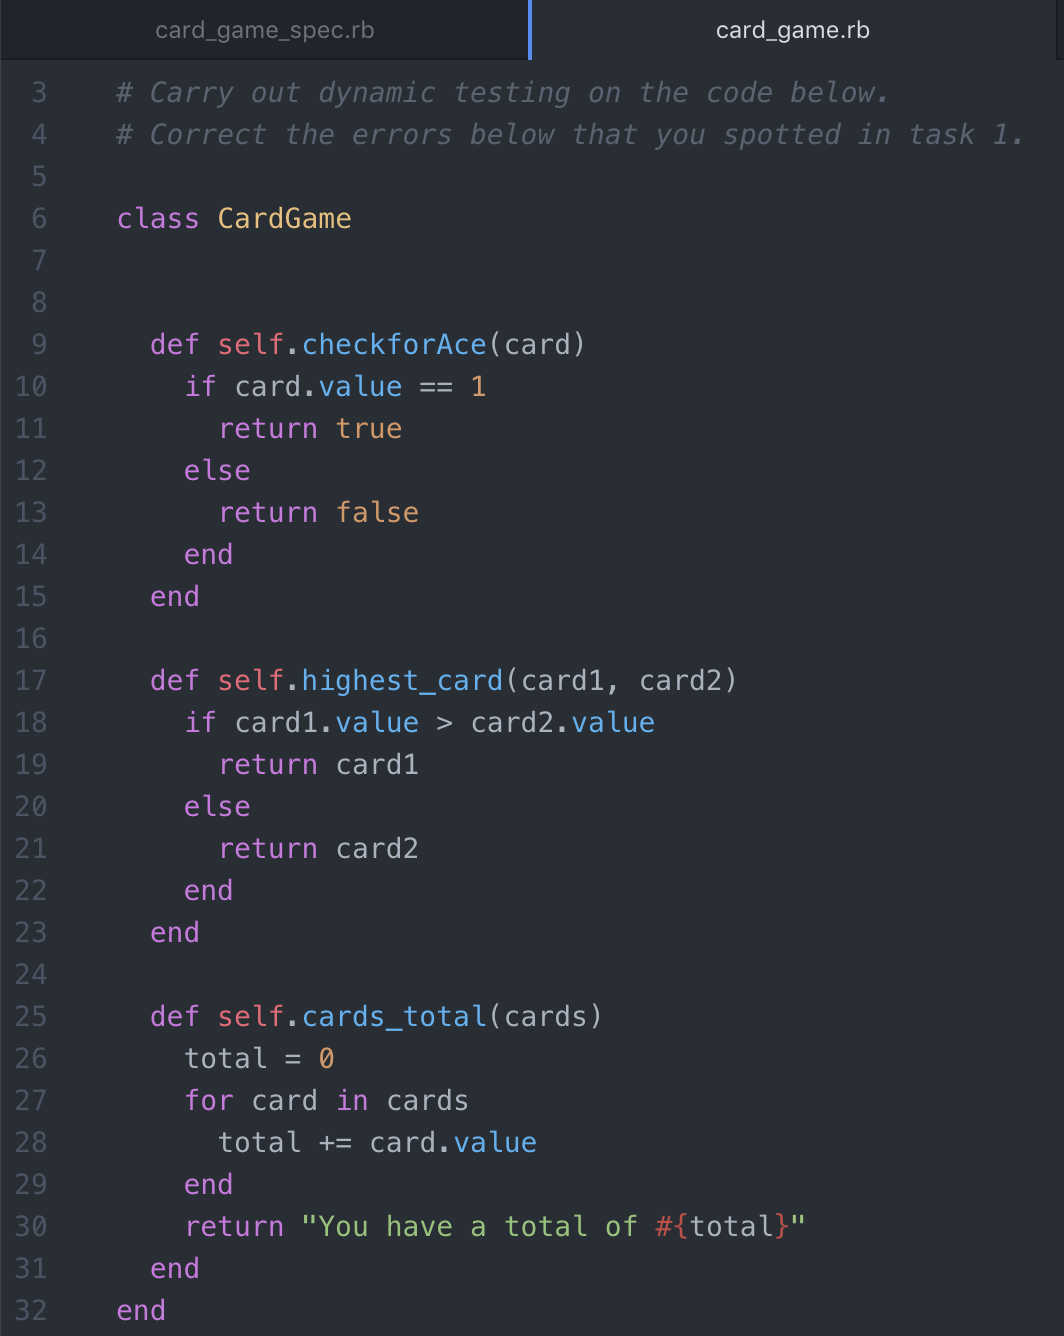 card_game_spec.rb
card_game.rb
3 # Carry out dynamic testing on the code below.
4 # Correct the errors below that you spotted in task 1.
5
6 class CardGame
7
8
9 def self.checkforAce(card)
10 if card.value == 1
11 return true
12 else
13 return false
14 end
15 end
16
17 def self.highest_card(card1, card2)
18 if card1.value > card2.value
19 return card1
20 else
21 return card2
22 end
23 end
24
25 def self.cards_total(cards)
26 total = 0
27 for card in cards
28 total += card.value
29 end
30 return "You have a total of #{total}"
31 end
32 end